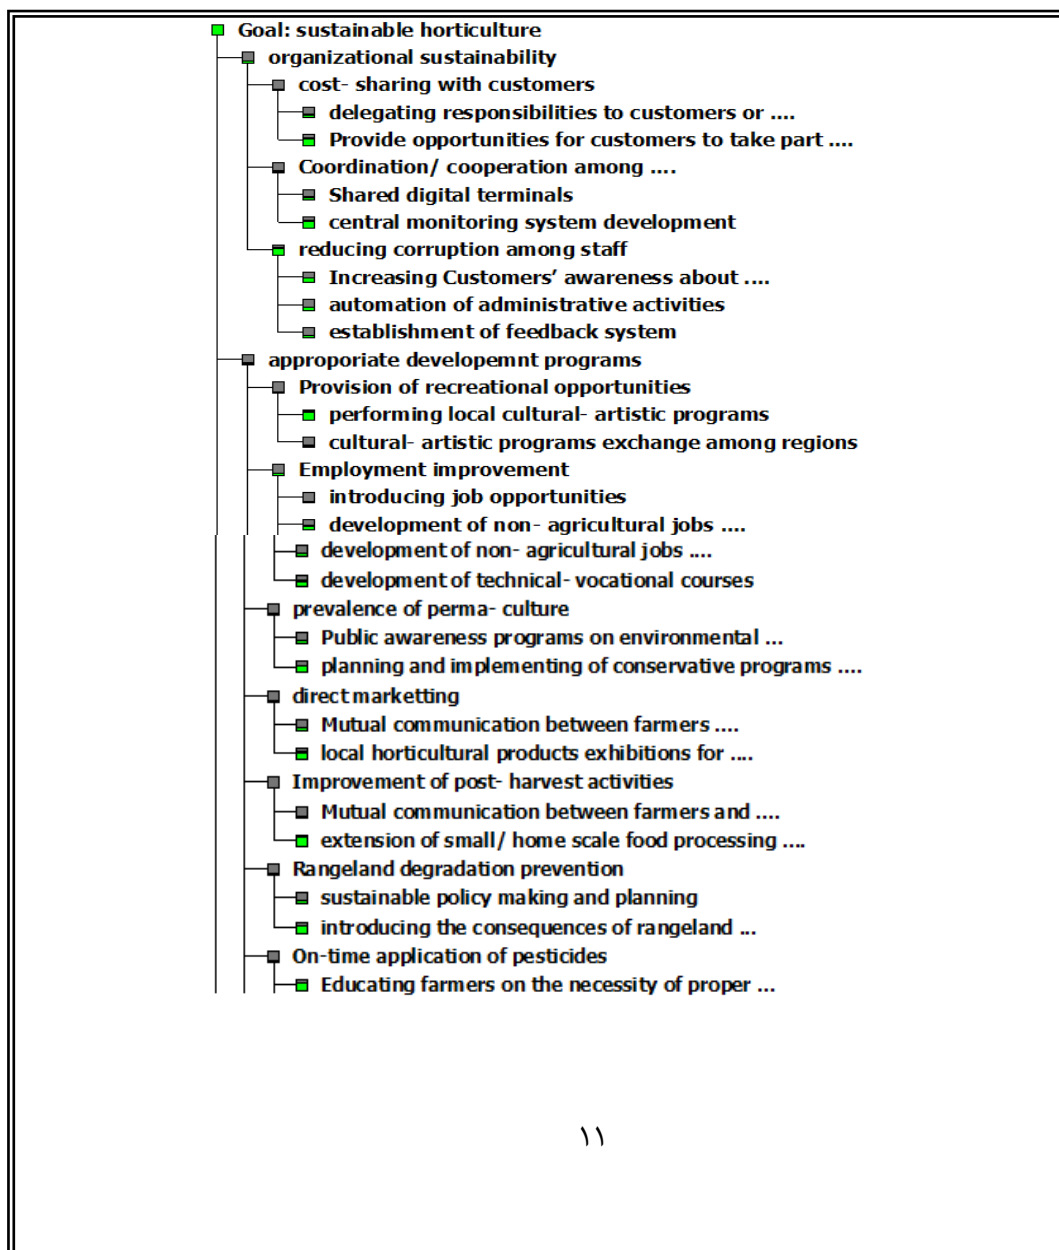 Goal: sustainable horticulture
organizational sustainability
cost- sharing with customers
delegating responsibilities to customers or ....
Provide opportunities for customers to take part ....
Coordination/ cooperation among ....
Shared digital terminals
central monitoring system development
reducing corruption among staff
Increasing Customers’ awareness about ....
automation of administrative activities
establishment of feedback system
approporiate developemnt programs
Provision of recreational opportunities
performing local cultural- artistic programs
cultural- artistic programs exchange among regions
Employment improvement
introducing job opportunities
development of non- agricultural jobs ....
development of non- agricultural jobs ....
development of technical- vocational courses
prevalence of perma- culture
Public awareness programs on environmental ...
planning and implementing of conservative programs ....
direct marketting
Mutual communication between farmers ....
local horticultural products exhibitions for ....
Improvement of post- harvest activities
Mutual communication between farmers and ....
extension of small/ home scale food processing ....
Rangeland degradation prevention
sustainable policy making and planning
introducing the consequences of rangeland ...
On-time application of pesticides
Educating farmers on the necessity of proper ...
۱۱